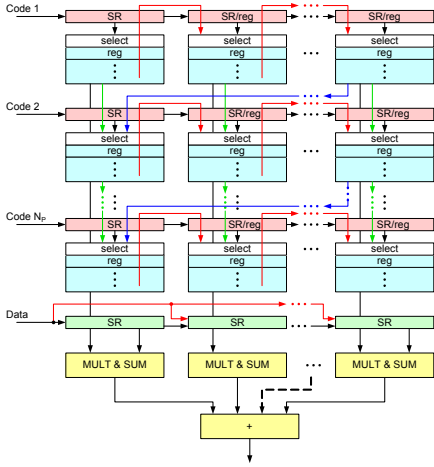 Code 1 SR SR/reg SR/reg
select select select
reg reg reg
Code 2 SR SR/reg SR/reg
select select select
reg reg reg
Code NP SR SR/reg SR/reg
select select select
reg reg reg
Data SR SR SR
MULT & SUM MULT & SUM MULT & SUM
+